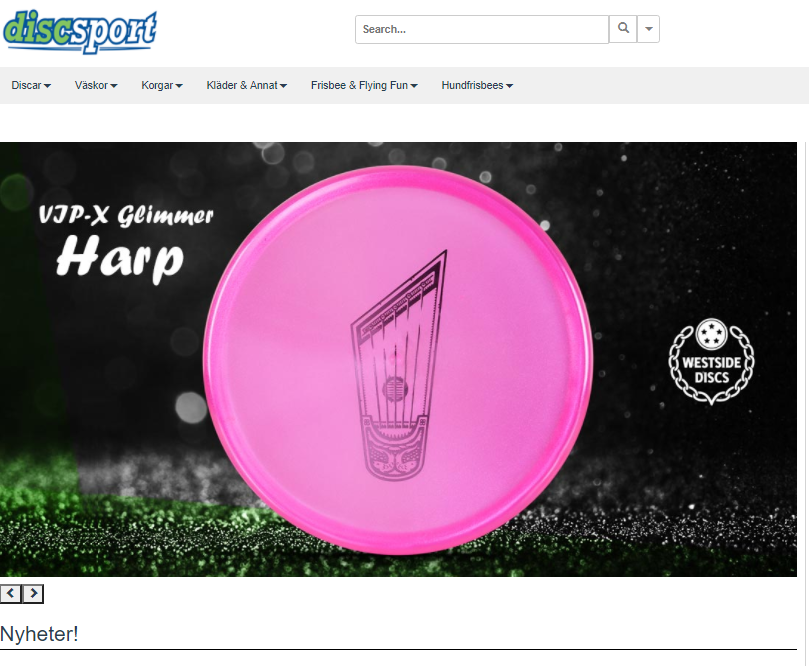 discsport
Search...
Discar
Väskor
Korgar
Kläder & Annat
Frisbee & Flying Fun
Hundfrisbees
VIP-X Glimmer
Harp
WESTSIDE
DISCS
Nyheter!